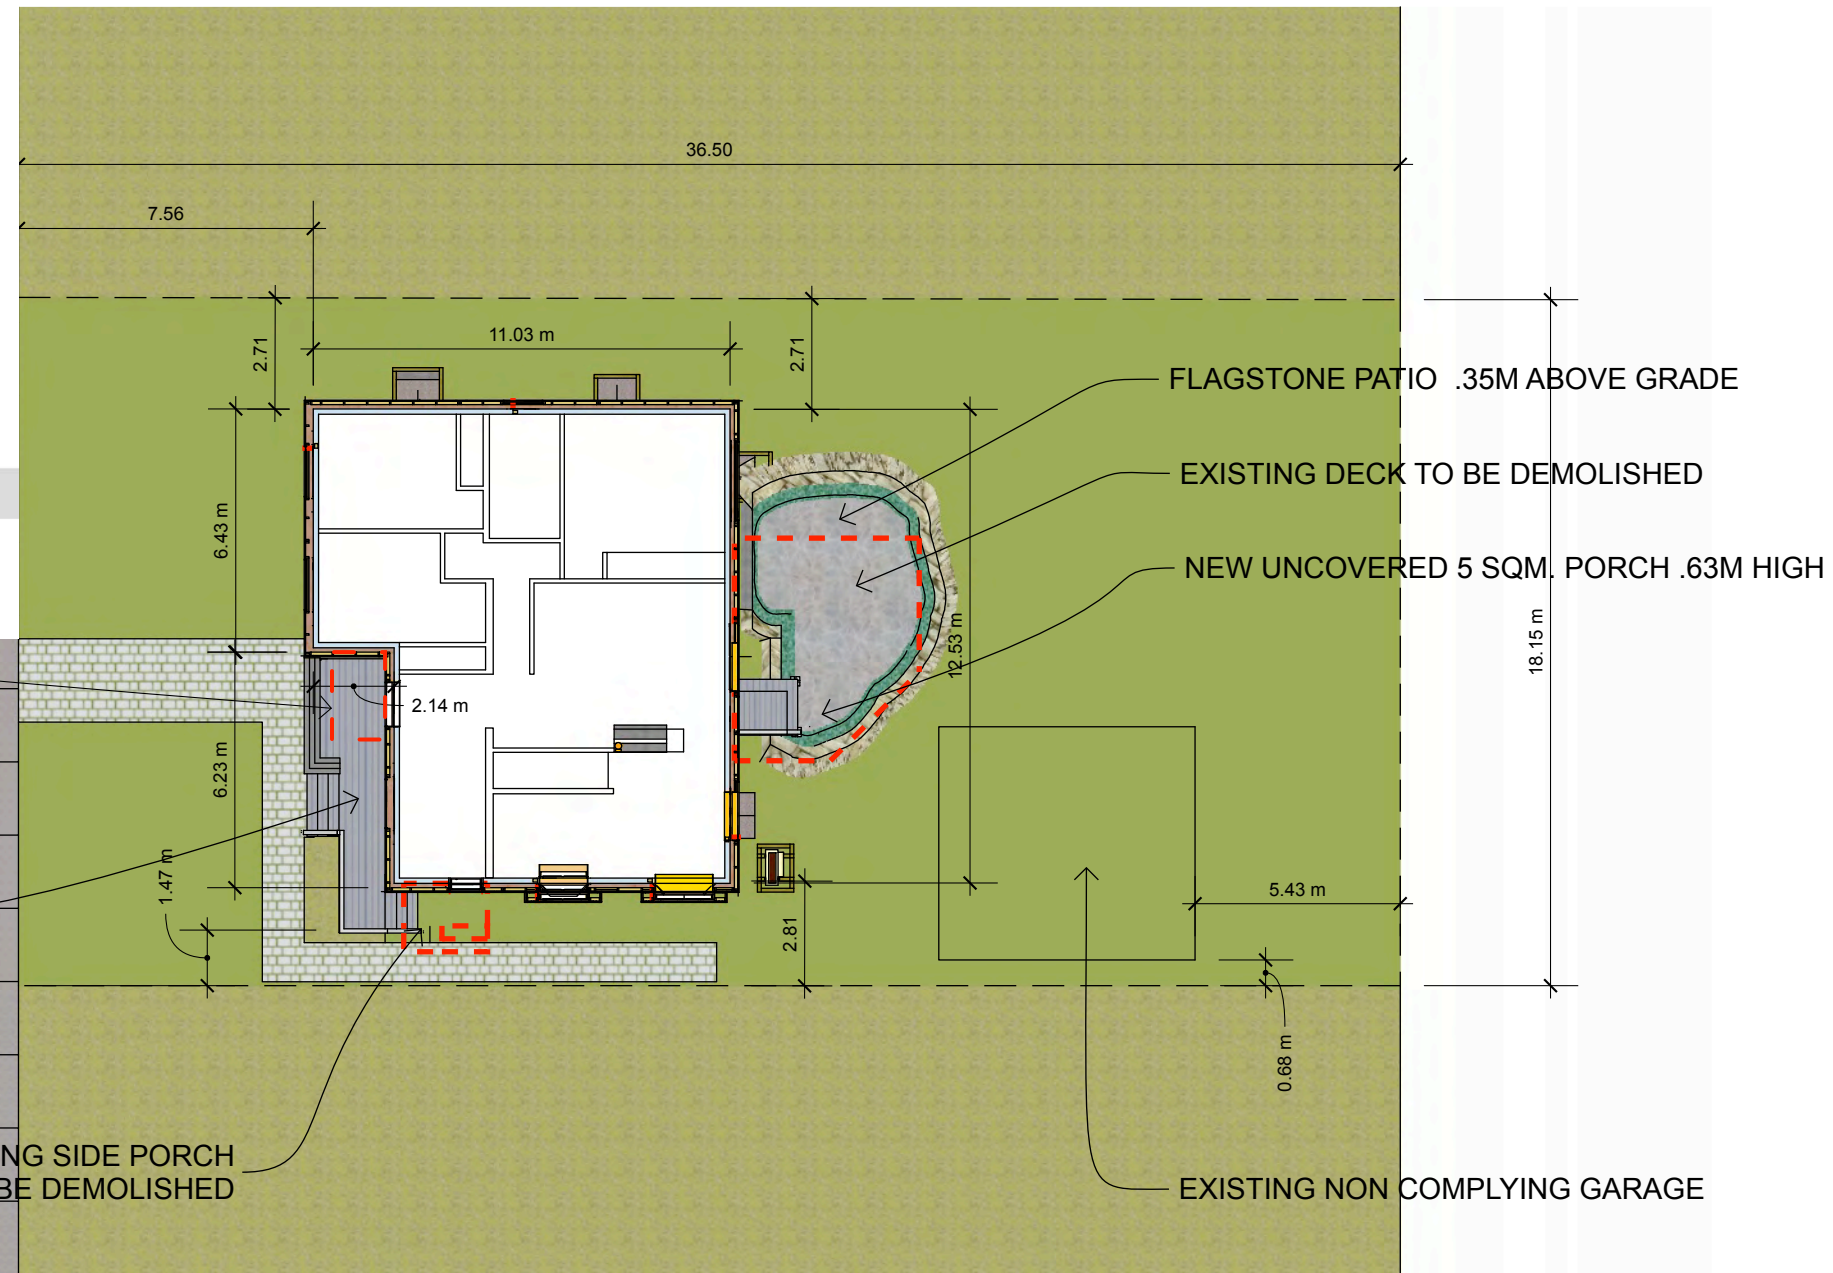 36.50
7.56
11.03 m
2.71
2.71
FLAGSTONE PATIO .35M ABOVE GRADE
EXISTING DECK TO BE DEMOLISHED
6.43 m
NEW UNCOVERED 5 SQM. PORCH .63M HIGH
12.53 m
18.15 m
2.14 m
6.23 m
1.47 m
5.43 m
2.81
0.68 m
NG SIDE PORCH
BE DEMOLISHED
EXISTING NON COMPLYING GARAGE